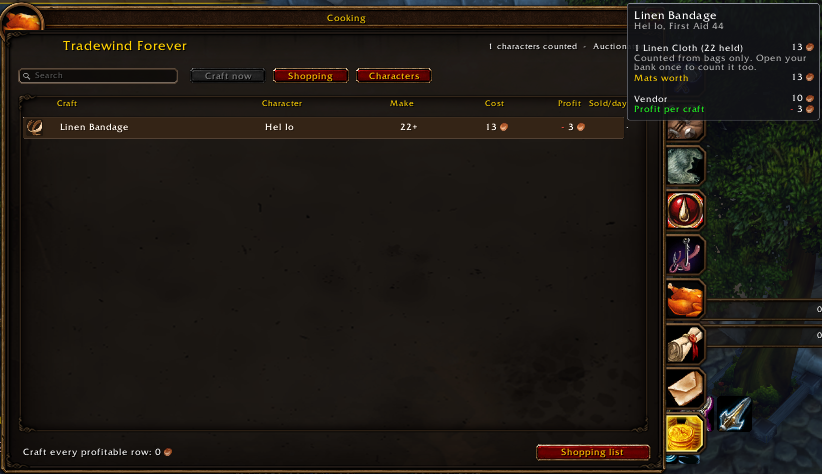 Cooking
Tradewind Forever
1 characters counted - Auction
Search
Craft now
Shopping
Characters
Craft
Character
Make
Cost
Profit
Sold/day
Linen Bandage
Hel lo
22+
13
- 3
-
Craft every profitable row: 0
Shopping list
Linen Bandage
Hel lo, First Aid 44
1 Linen Cloth (22 held) 13
Counted from bags only. Open your
bank once to count it too.
Mats worth 13
Vendor 10
Profit per craft - 3
0
0